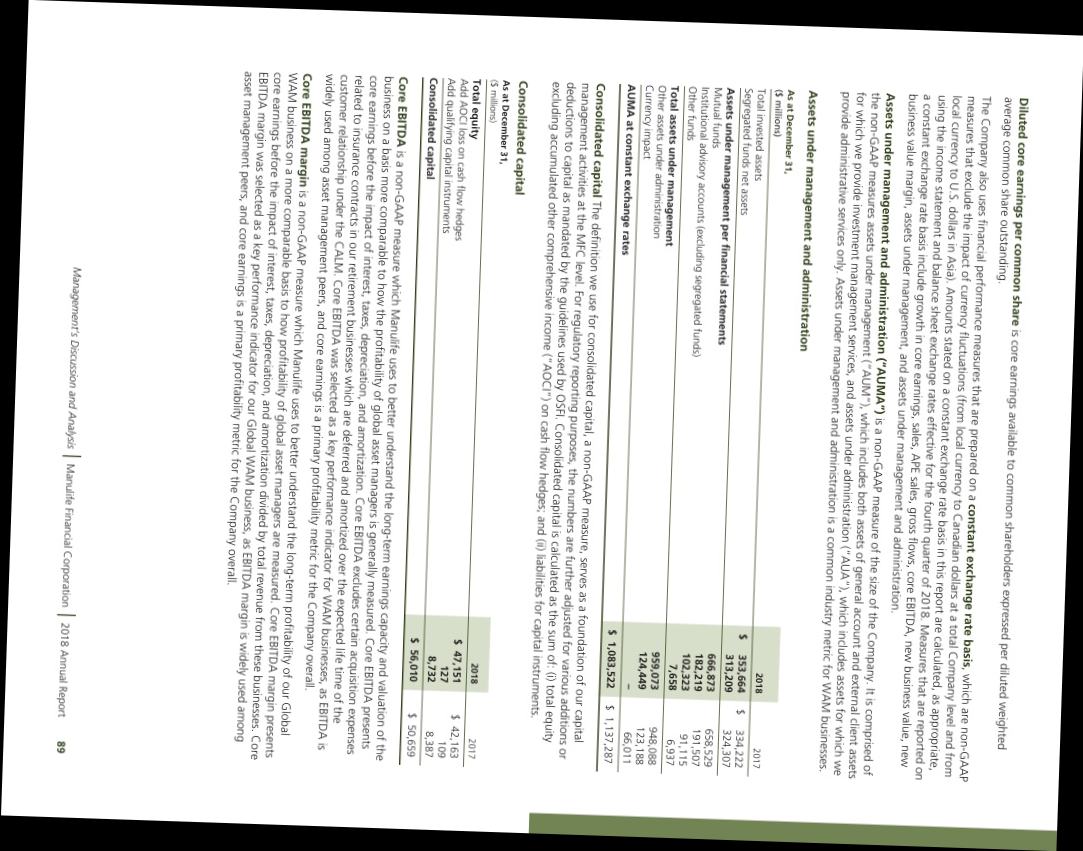 Diluted core earnings per common share is core earnings available to common shareholders expressed per diluted weighted
average common share outstanding.
The Company also uses financial performance measures that are prepared on a constant exchange rate basis, which are non-GAAP
measures that exclude the impact of currency fluctuations (from local currency to Canadian dollars at a total Company level and from
local currency to U.S. dollars in Asia). Amounts stated on a constant exchange rate basis in this report are calculated, as appropriate,
using the income statement and balance sheet exchange rates effective for the fourth quarter of 2018. Measures that are reported on
a constant exchange rate basis include growth in core earnings, sales, APE sales, gross flows, core EBITDA, new business value, new
business value margin, assets under management, and assets under management and administration.
Assets under management and administration ("AUMA") is a non-GAAP measure of the size of the Company. It is comprised of
the non-GAAP measures assets under management ("AUM"), which includes both assets of general account and external client assets
for which we provide investment management services, and assets under administration ("AUA"), which includes assets for which we
provide administrative services only. Assets under management and administration is a common industry metric for WAM businesses.
Assets under management and administration
As at December 31,
($ millions) 2018 2017
Total invested assets $ 353,664 $ 334,222
Segregated funds net assets 313,209 324,307
Assets under management per financial statements 666,873 658,529
Mutual funds 182,219 191,507
Institutional advisory accounts (excluding segregated funds) 102,323 91,115
Other funds 7,658 6,937
Total assets under management 959,073 948,088
Other assets under administration 124,449 123,188
Currency impact – 66,011
AUMA at constant exchange rates $ 1,083,522 $ 1,137,287
Consolidated capital The definition we use for consolidated capital, a non-GAAP measure, serves as a foundation of our capital
management activities at the MFC level. For regulatory reporting purposes, the numbers are further adjusted for various additions or
deductions to capital as mandated by the guidelines used by OSFI. Consolidated capital is calculated as the sum of: (i) total equity
excluding accumulated other comprehensive income ("AOCI") on cash flow hedges; and (ii) liabilities for capital instruments.
Consolidated capital
As at December 31,
($ millions) 2018 2017
Total equity $ 47,151 $ 42,163
Add AOCI loss on cash flow hedges 127 109
Add qualifying capital instruments 8,732 8,387
Consolidated capital $ 56,010 $ 50,659
Core EBITDA is a non-GAAP measure which Manulife uses to better understand the long-term earnings capacity and valuation of the
business on a basis more comparable to how the profitability of global asset managers is generally measured. Core EBITDA presents
core earnings before the impact of interest, taxes, depreciation, and amortization. Core EBITDA excludes certain acquisition expenses
related to insurance contracts in our retirement businesses which are deferred and amortized over the expected life time of the
customer relationship under the CALM. Core EBITDA was selected as a key performance indicator for WAM businesses, as EBITDA is
widely used among asset management peers, and core earnings is a primary profitability metric for the Company overall.
Core EBITDA margin is a non-GAAP measure which Manulife uses to better understand the long-term profitability of our Global
WAM business on a more comparable basis to how profitability of global asset managers are measured. Core EBITDA margin presents
core earnings before the impact of interest, taxes, depreciation, and amortization divided by total revenue from these businesses. Core
EBITDA margin was selected as a key performance indicator for our Global WAM business, as EBITDA margin is widely used among
asset management peers, and core earnings is a primary profitability metric for the Company overall.
Management's Discussion and Analysis | Manulife Financial Corporation | 2018 Annual Report 89